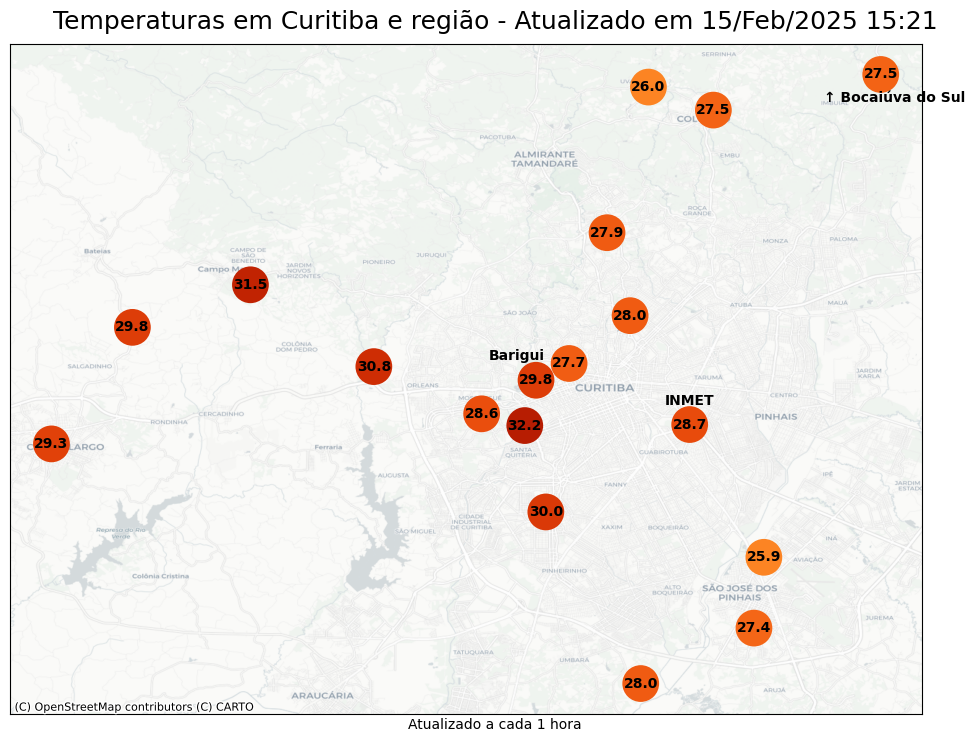 Temperaturas em Curitiba e região - Atualizado em 15/Feb/2025 15:21
SERRINHA
27.5
26.0
↑ Bocaiúva do Sul
27.5
PACOTUBA
ALMIRANTE
TAMANDARÉ
EMBU
ROÇA
GRANDE
27.9
MONZA
PALOMA
Bateias
CAMPO DE
SÃO
BENEDITO
JURUQUI
PIONEIRO
JARDIM
NOVOS
HORIZONTES
Campo M
31.5
ATUBA
MAUÁ
SÃO JOÃO
28.0
29.8
COLÔNIA
DOM PEDRO
Barigui
27.7
SALGADINHO
30.8
29.8
ORLEANS
CURITIBA
TARUMÃ
JARDIM
KARLA
CENTRO
INMET
28.6
CERCADINHO
RONDINHA
32.2
28.7
PINHAIS
29.3
LARGO
Ferraria
SANTA
QUITÉRIA
GUABIROTUBA
AUGUSTA
IPÊ
FANNY
JARDIM
ESTADO
30.0
CIDADE
INDUSTRIAL
DE CURITIBA
SÃO MIGUEL
XAXIM
BOQUEIRÃO
Represa do Rio
Verde
INÁ
25.9
AVIAÇÃO
Colônia Cristina
PINHEIRINHO
ALTO
BOQUEIRÃO
SÃO JOSÉ DOS
PINHAIS
JUREMA
27.4
TATUQUARA
UMBARÁ
28.0
ARUJÁ
ARAUCÁRIA
(C) OpenStreetMap contributors (C) CARTO
Atualizado a cada 1 hora